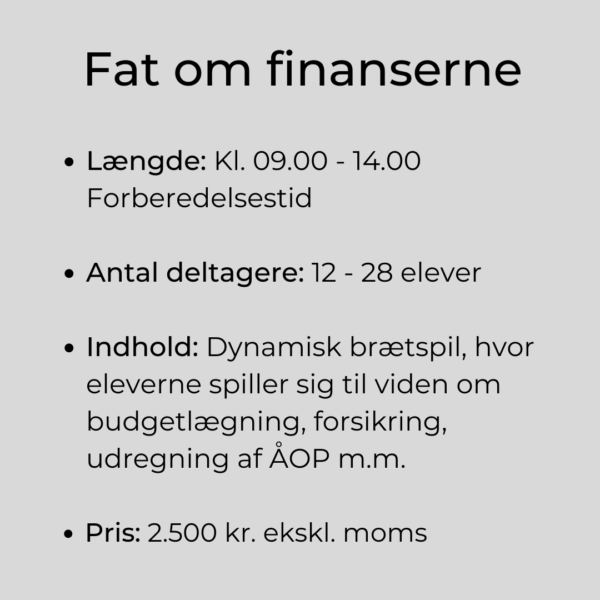 Fat om finanserne
• Længde: Kl. 09.00 - 14.00
Forberedelsestid
• Antal deltagere: 12 - 28 elever
• Indhold: Dynamisk brætspil, hvor
eleverne spiller sig til viden om
budgetlægning, forsikring,
udregning af ÅOP m.m.
• Pris: 2.500 kr. ekskl. moms